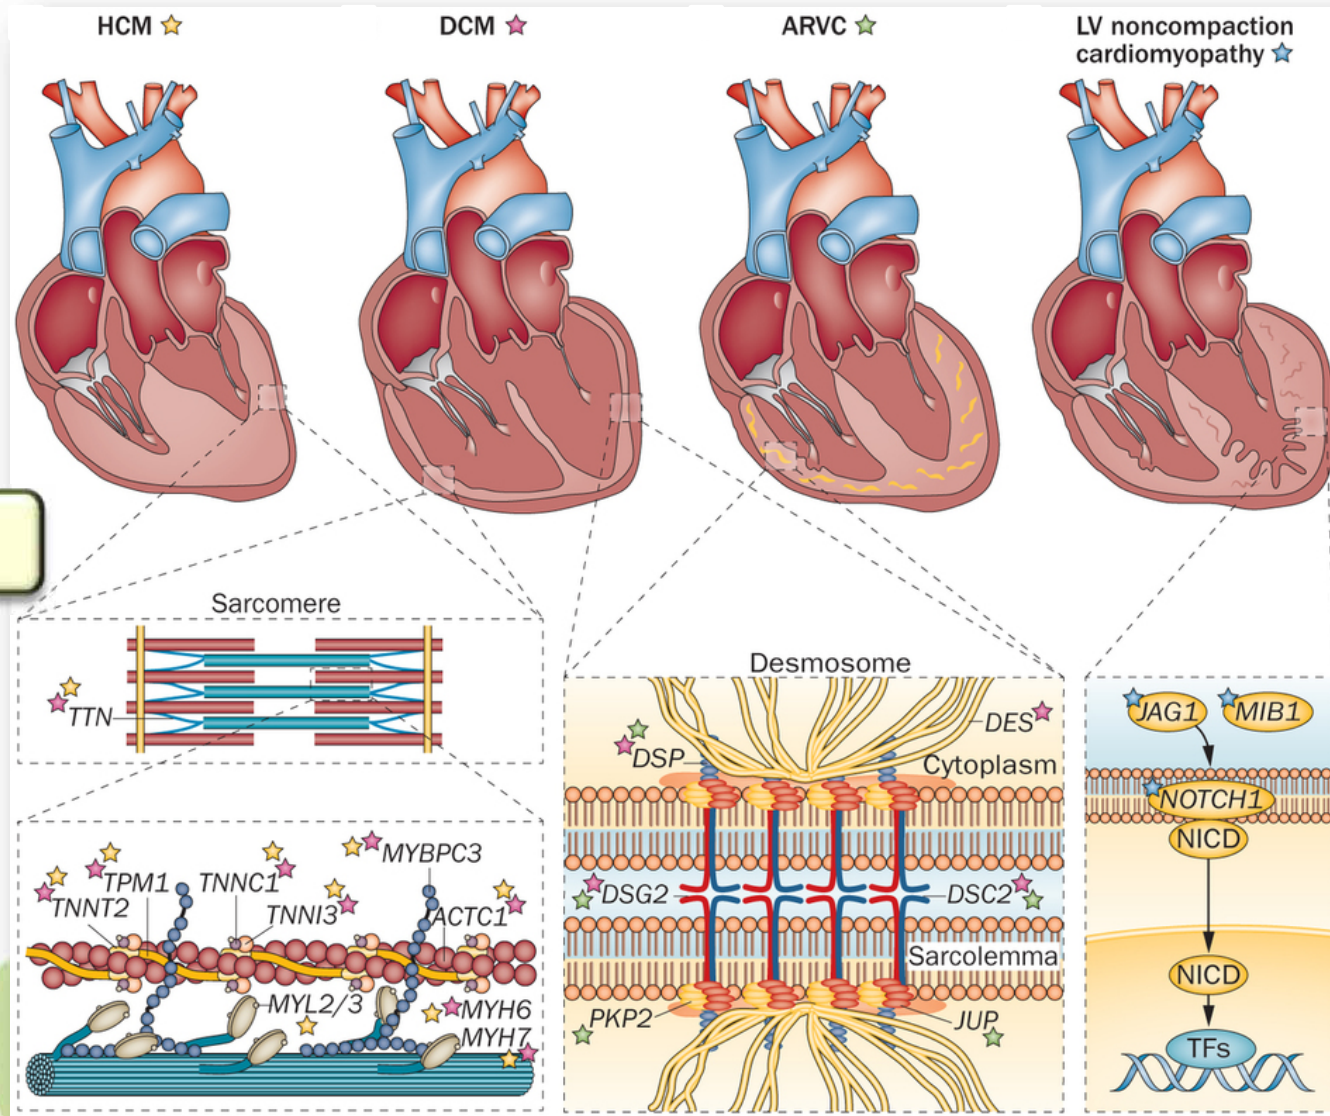 HCM
DCM
ARVC
LV noncompaction
cardiomyopathy
Sarcomere
TTN
TPM1
TNNC1
MYBPC3
TNNT2
TNNI3
ACTC1
MYL2/3
MYH6
MYH7
Desmosome
DES
DSP
Cytoplasm
DSG2
DSC2
Sarcolemma
PKP2
JUP
JAG1
MIB1
NOTCH1
NICD
NICD
TFs